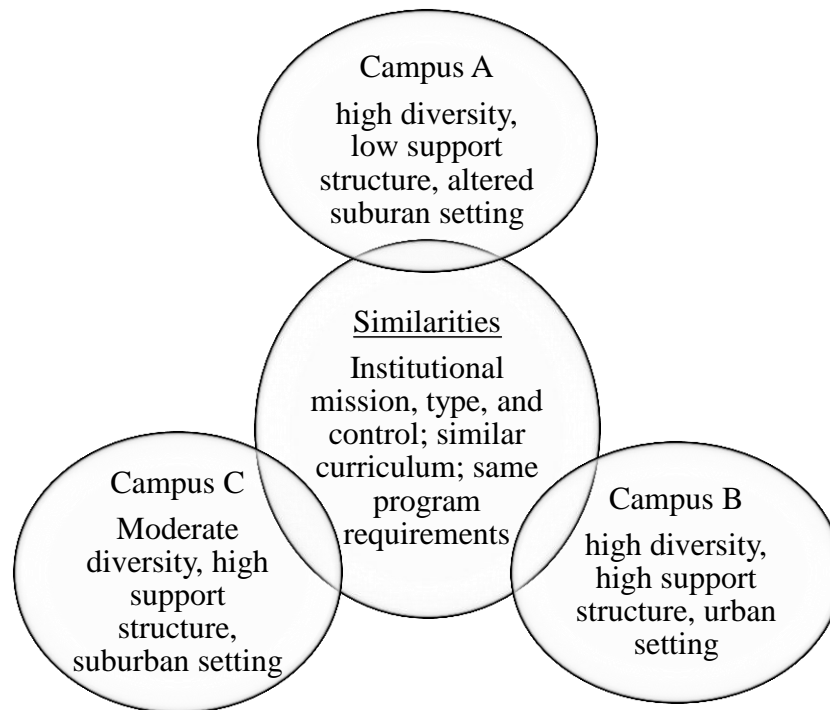 Campus A
high diversity,
low support
structure, altered
suburan setting
Similarities
Institutional
mission, type, and
control; similar
curriculum; same
program
requirements
Campus C
Moderate
diversity, high
support
structure,
suburban setting
Campus B
high diversity,
high support
structure, urban
setting